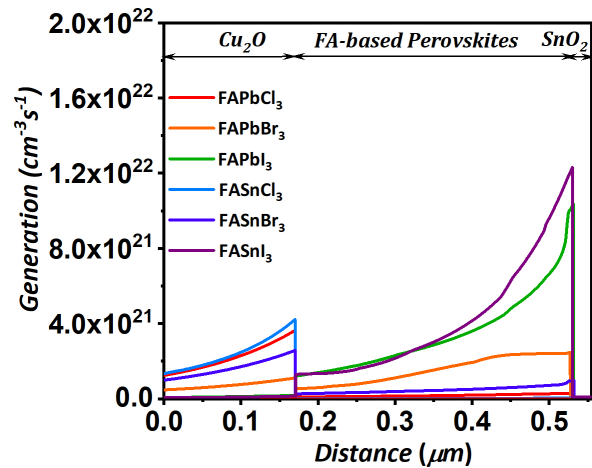 2.0x10²²
1.6x10²²
1.2x10²²
8.0x10²¹
4.0x10²¹
0.0
Generation (cm⁻³s⁻¹)
Cu₂O
FA-based Perovskites
SnO₂
FAPbCl₃
FAPbBr₃
FAPbI₃
FASnCl₃
FASnBr₃
FASnI₃
0.0 0.1 0.2 0.3 0.4 0.5
Distance (μm)